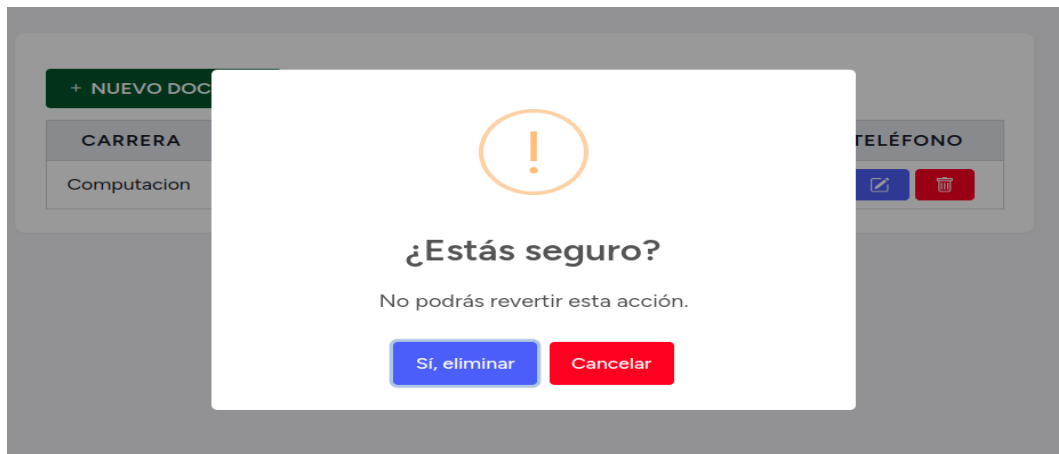 + NUEVO DOC
CARRERA
TELÉFONO
Computacion
!
¿Estás seguro?
No podrás revertir esta acción.
Sí, eliminar
Cancelar